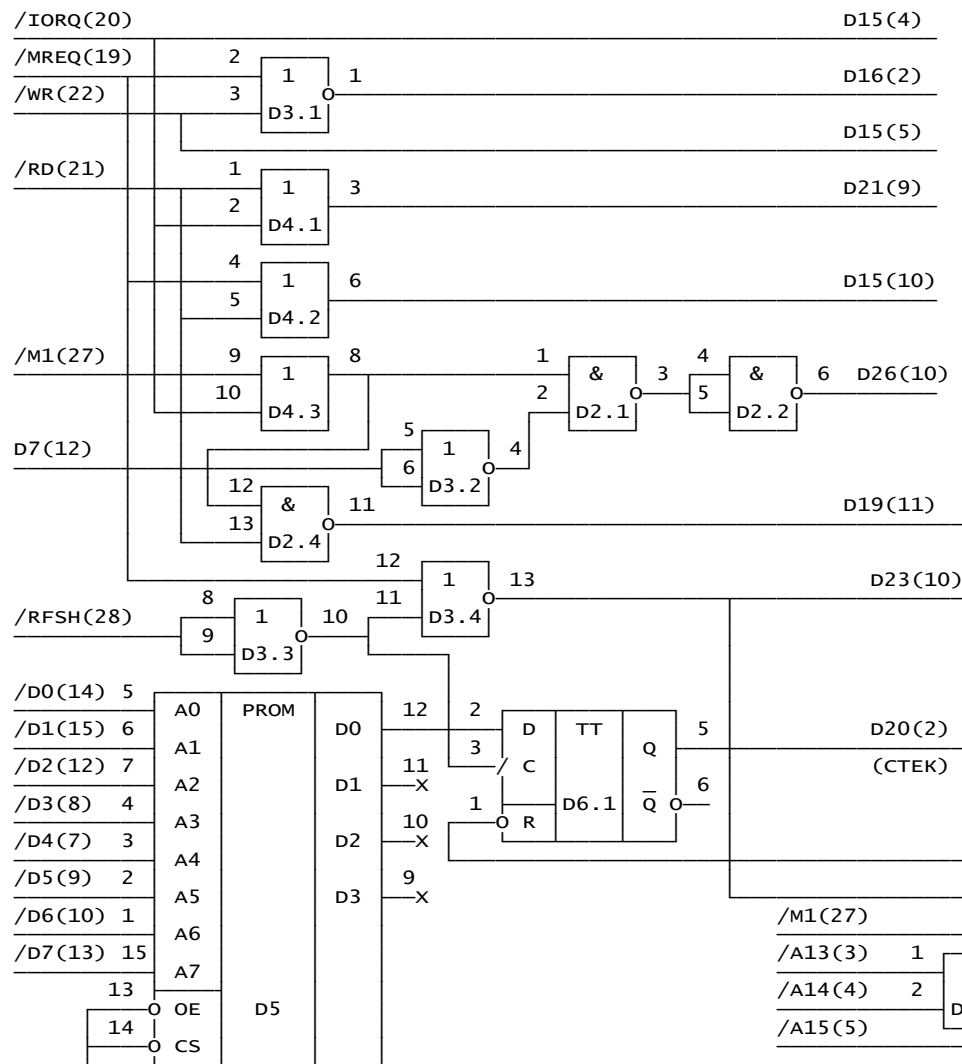 /IORQ(20) D15(4)
/MREQ(19) 2
1 1 D16(2)
/WR(22) 3
D3.1
D15(5)
/RD(21) 1
1 3 D21(9)
2
D4.1
4
1 6 D15(10)
5
D4.2
/M1(27) 9 8 1 4
1 & 3 & 6 D26(10)
10 2 5
D4.3 D2.1 D2.2
5
D7(12) 1 4
6
12 D3.2
& 11 D19(11)
13
D2.4
12
1 13 D23(10)
8 11
/RFSH(28) 1 10 D3.4
9
D3.3
/D0(14) 5
A0 PROM 12 2
/D1(15) 6 D0 D TT 5 D20(2)
A1 3 Q
/D2(12) 7 11 / C (СТЕК)
A2 D1 X 6
/D3(8) 4 10 1 D6.1 Q
A3 D2 X R
/D4(7) 3
A4 9
/D5(9) 2 D3 X
A5
/D6(10) 1 /M1(27)
A6
/D7(13) 15 /A13(3) 1
A7
13 /A14(4) 2
OE D5 D
14 /A15(5)
CS